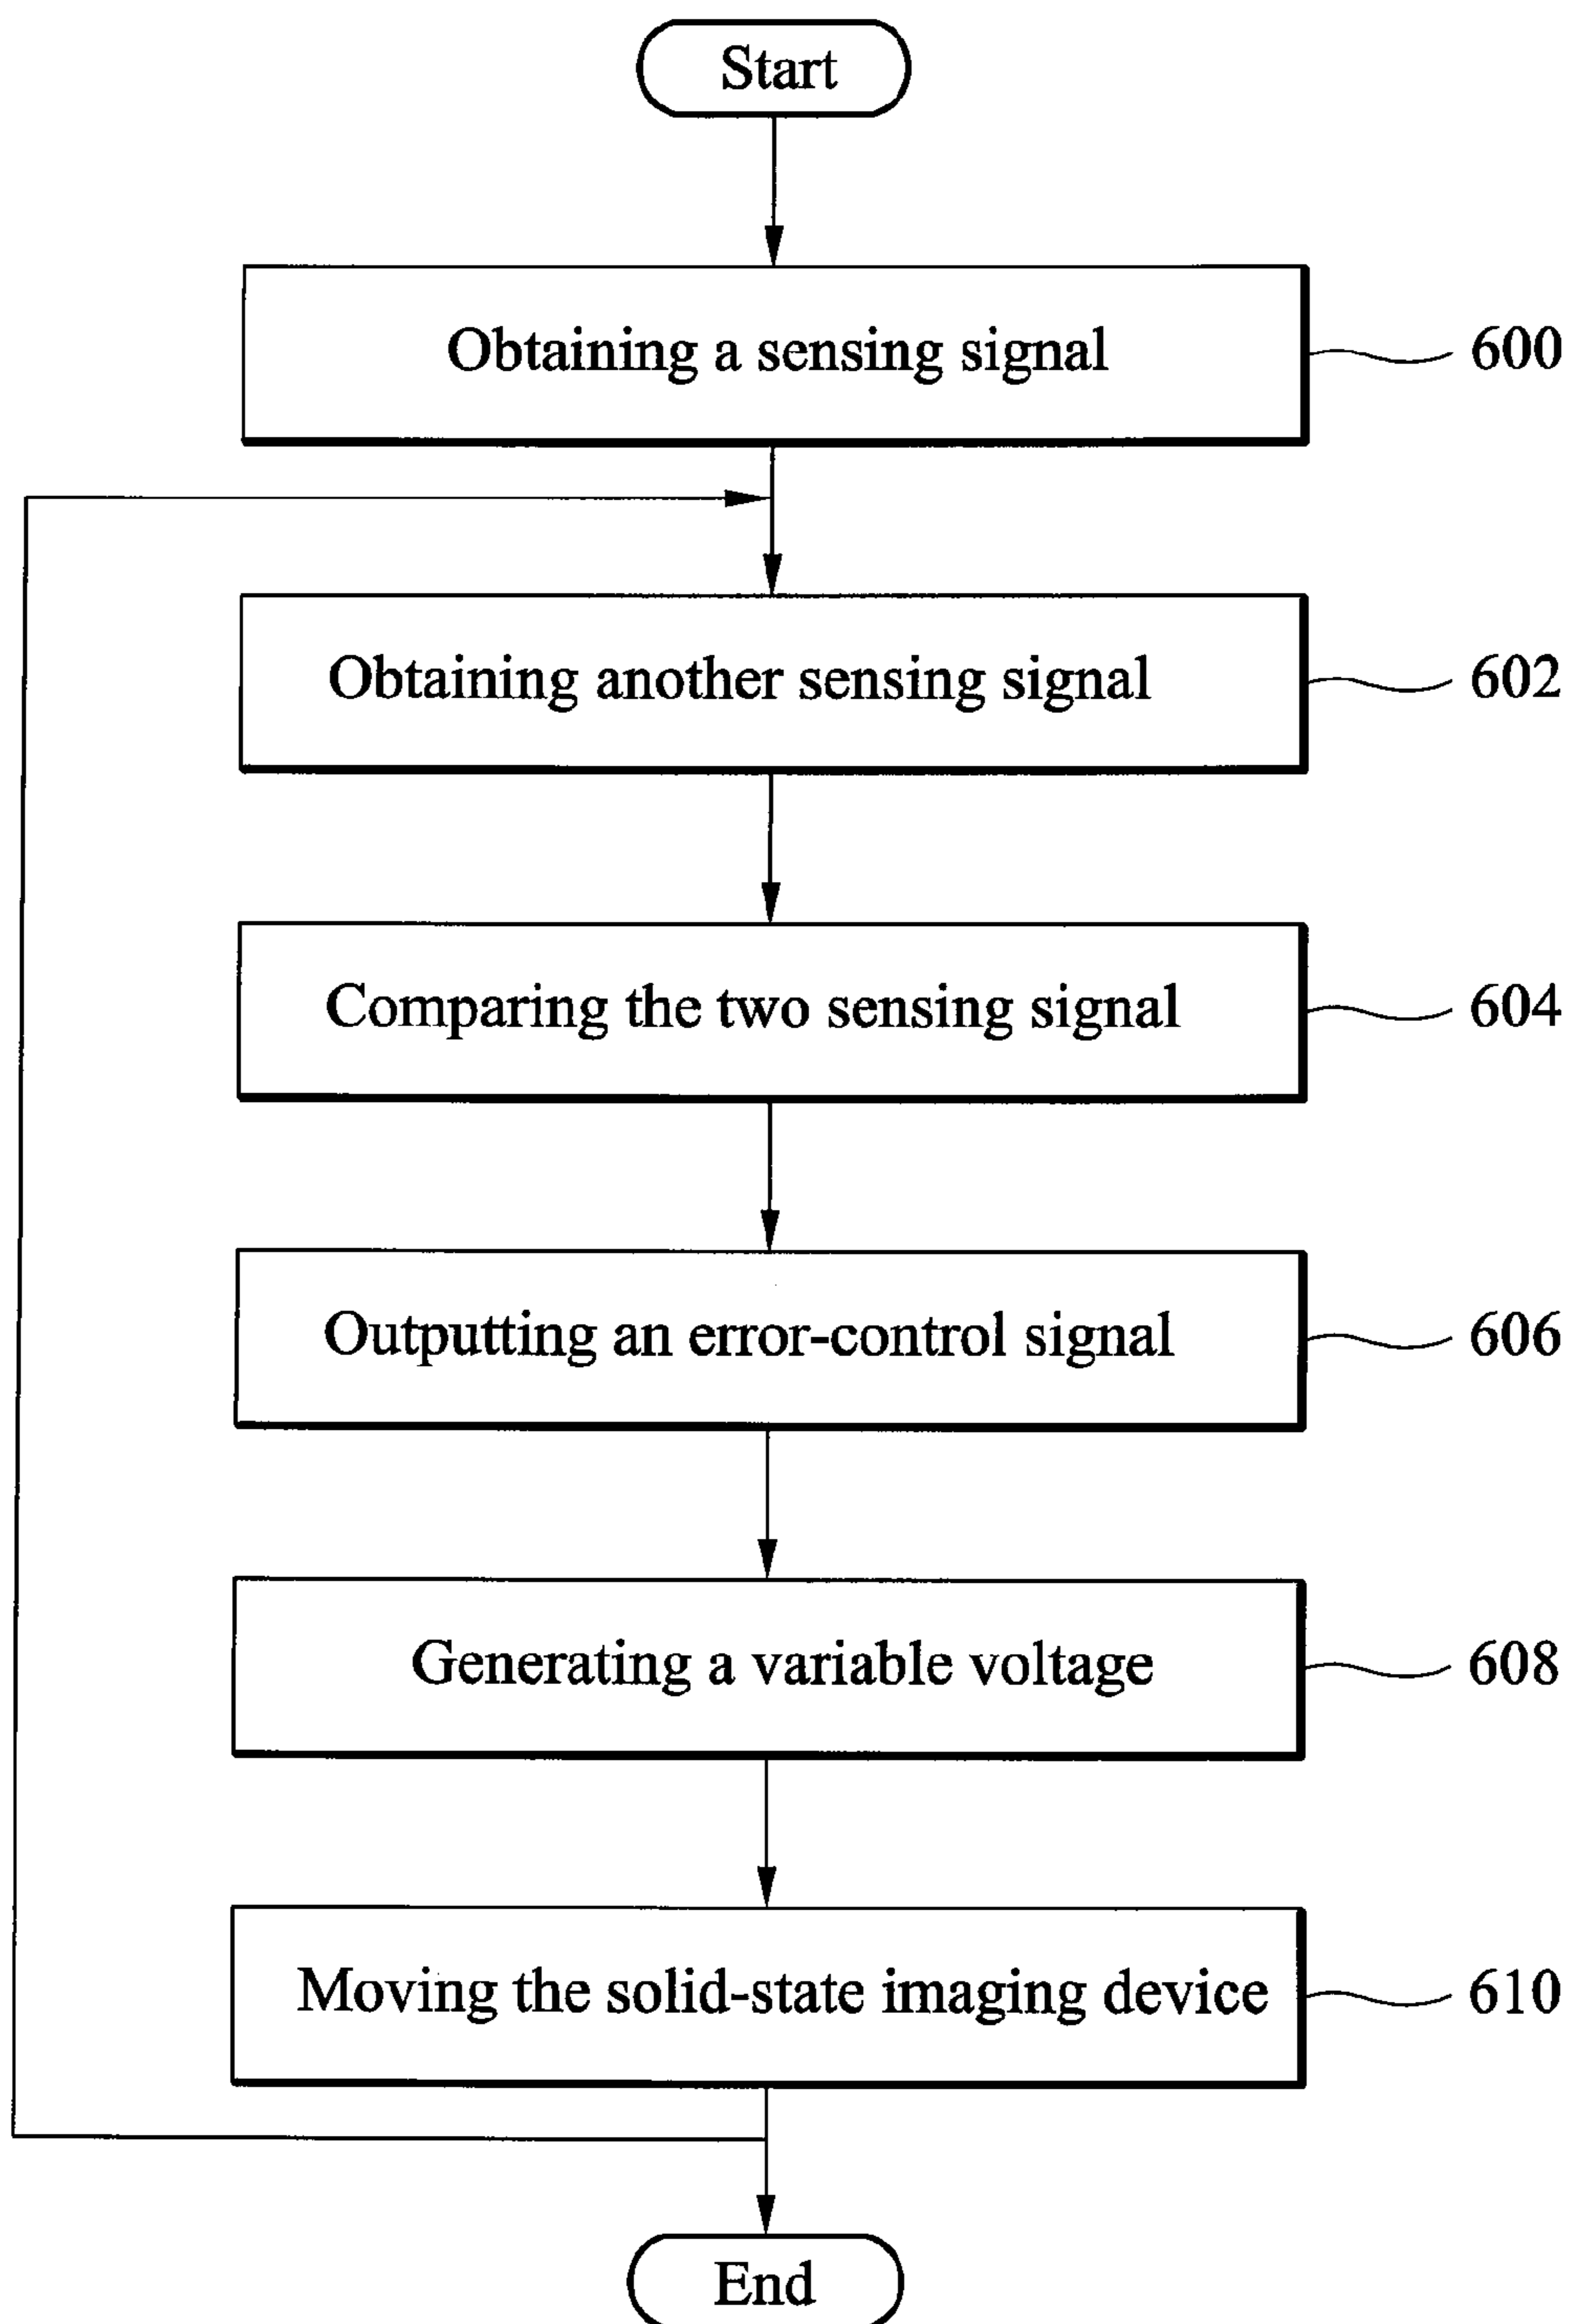 Start
Obtaining a sensing signal
600
Obtaining another sensing signal
602
Comparing the two sensing signal
604
Outputting an error-control signal
606
Generating a variable voltage
608
Moving the solid-state imaging device
610
End